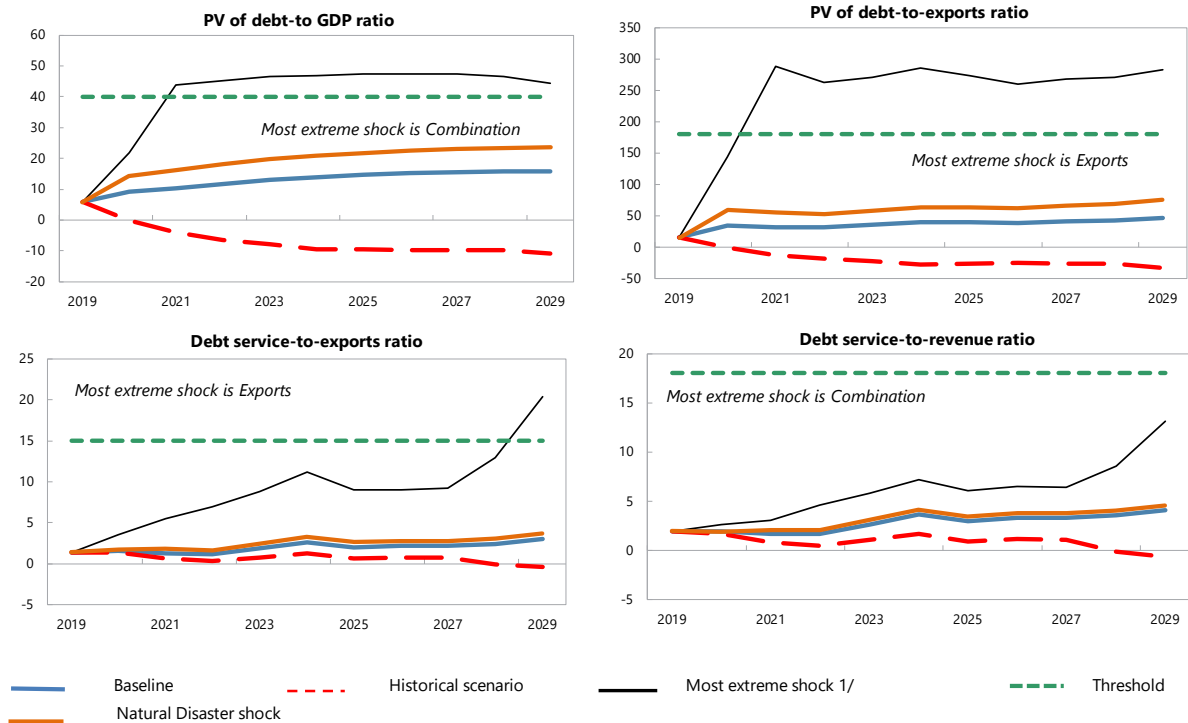 PV of debt-to GDP ratio
60
50
40
30
20
10
0
-10
-20
Most extreme shock is Combination
2019 2021 2023 2025 2027 2029
PV of debt-to-exports ratio
350
300
250
200
150
100
50
0
-50
Most extreme shock is Exports
2019 2021 2023 2025 2027 2029
Debt service-to-exports ratio
25
20
15
10
5
0
-5
Most extreme shock is Exports
2019 2021 2023 2025 2027 2029
Debt service-to-revenue ratio
20
15
10
5
0
-5
Most extreme shock is Combination
2019 2021 2023 2025 2027 2029
Baseline Historical scenario Most extreme shock 1/ Threshold
Natural Disaster shock